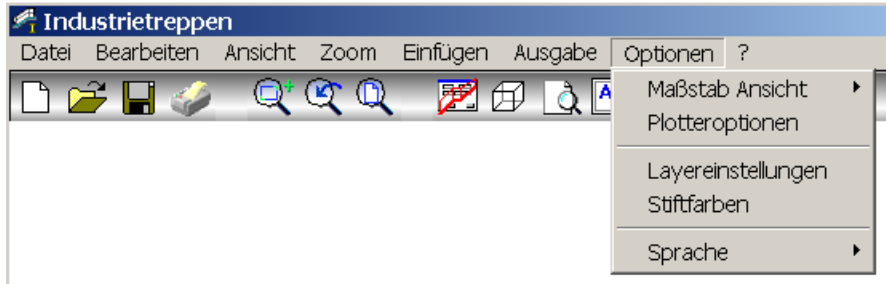 Industrietreppen
Datei Bearbeiten Ansicht Zoom Einfügen Ausgabe Optionen ?
A
Maßstab Ansicht
Plotteroptionen
Layereinstellungen
Stiftfarben
Sprache